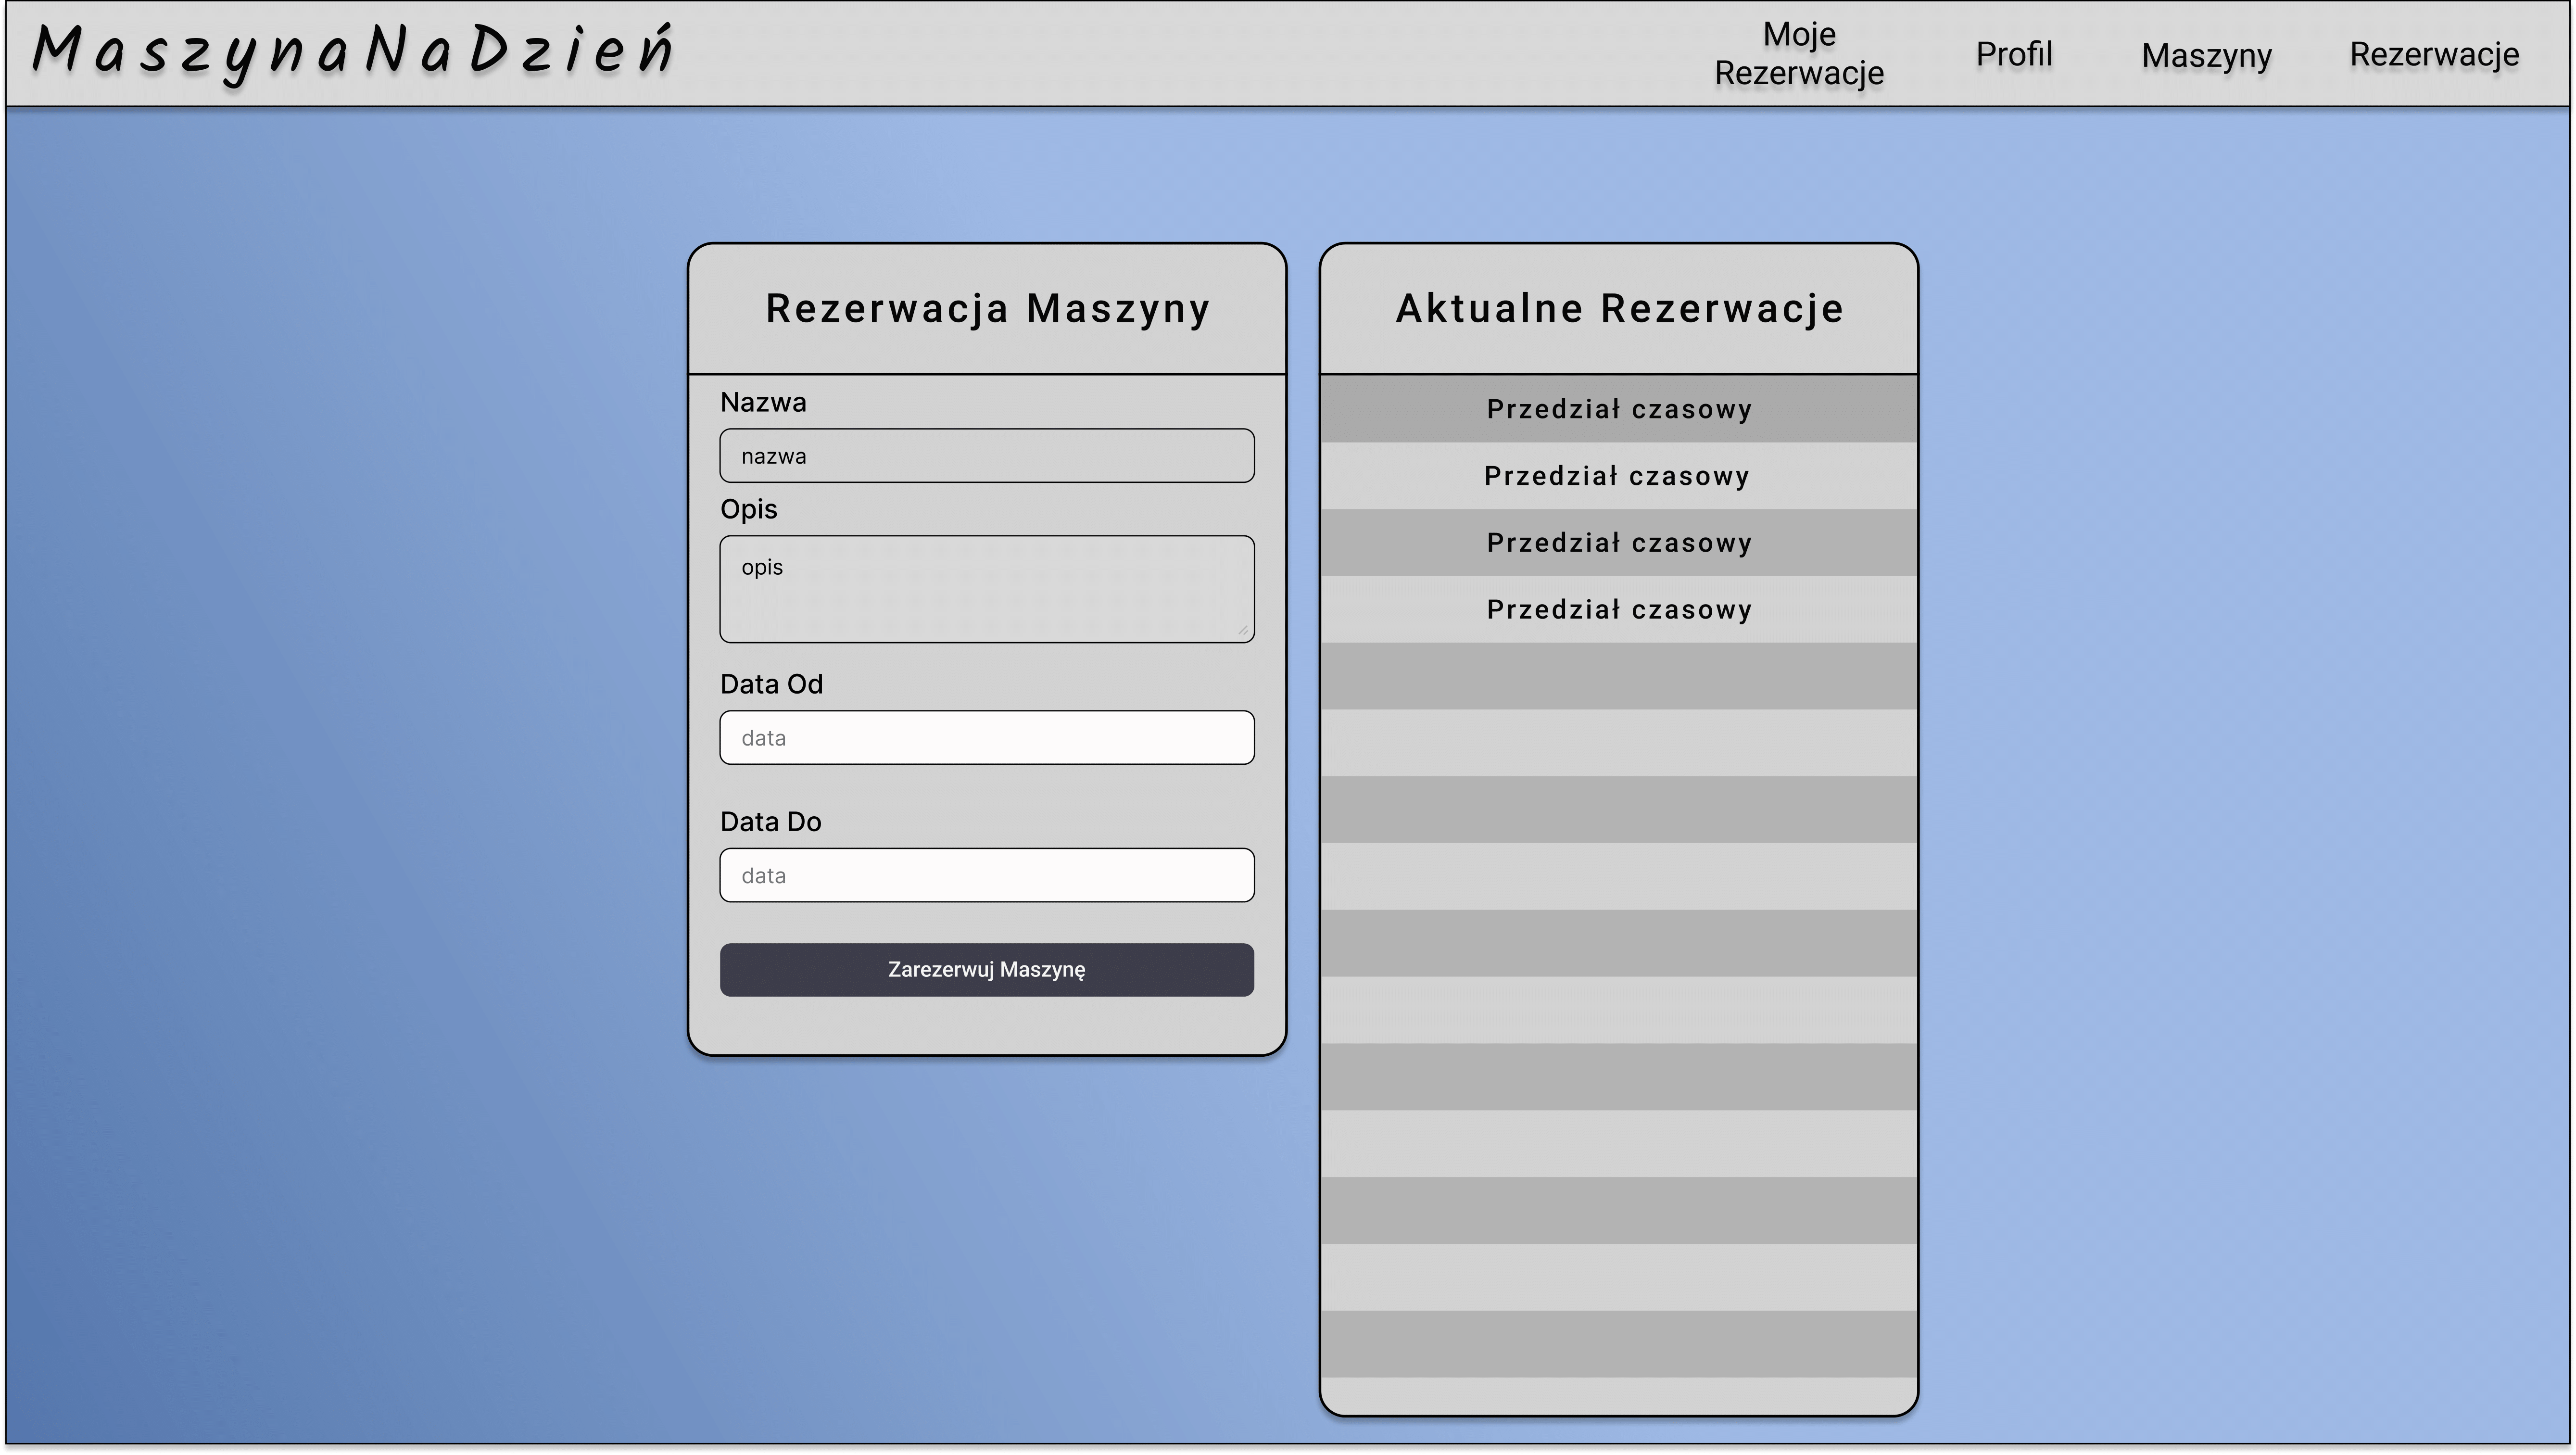 MaszynaNaDzień
Moje
Rezerwacje
Profil
Maszyny
Rezerwacje
Rezerwacja Maszyny
Nazwa
nazwa
Opis
opis
Data Od
data
Data Do
data
Zarezerwuj Maszynę
Aktualne Rezerwacje
Przedział czasowy
Przedział czasowy
Przedział czasowy
Przedział czasowy